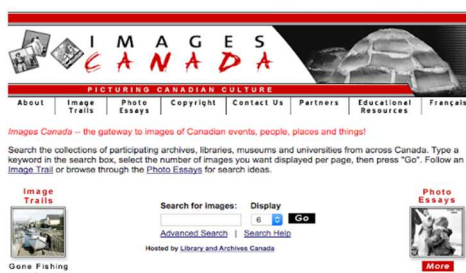 IMAGES
CANADA
PICTURING CANADIAN CULTURE
About Image Trails Photo Essays Copyright Contact Us Partners Educational Resources Français
Images Canada -- the gateway to images of Canadian events, people, places and things!
Search the collections of participating archives, libraries, museums and universities from across Canada. Type a
keyword in the search box, select the number of images you want displayed per page, then press "Go". Follow an
Image Trail or browse through the Photo Essays for search ideas.
Image
Trails
Gone Fishing
Search for images: Display
6 Go
Advanced Search | Search Help
Hosted by Library and Archives Canada
Photo
Essays
More